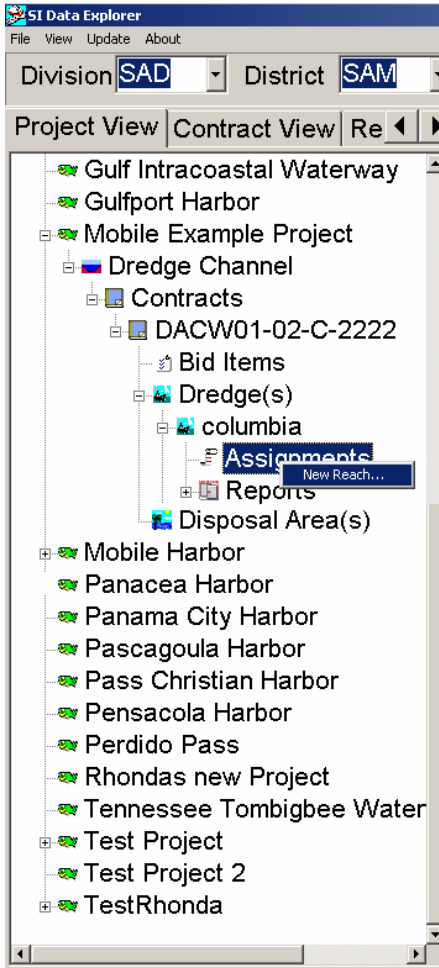 SI Data Explorer
File View Update About
Division SAD District SAM
Project View Contract View Re
Gulf Intracoastal Waterway
Gulfport Harbor
Mobile Example Project
Dredge Channel
Contracts
DACW01-02-C-2222
Bid Items
Dredge(s)
columbia
Assignments
New Reach...
Reports
Disposal Area(s)
Mobile Harbor
Panacea Harbor
Panama City Harbor
Pascagoula Harbor
Pass Christian Harbor
Pensacola Harbor
Perdido Pass
Rhondas new Project
Tennessee Tombigbee Water
Test Project
Test Project 2
TestRhonda